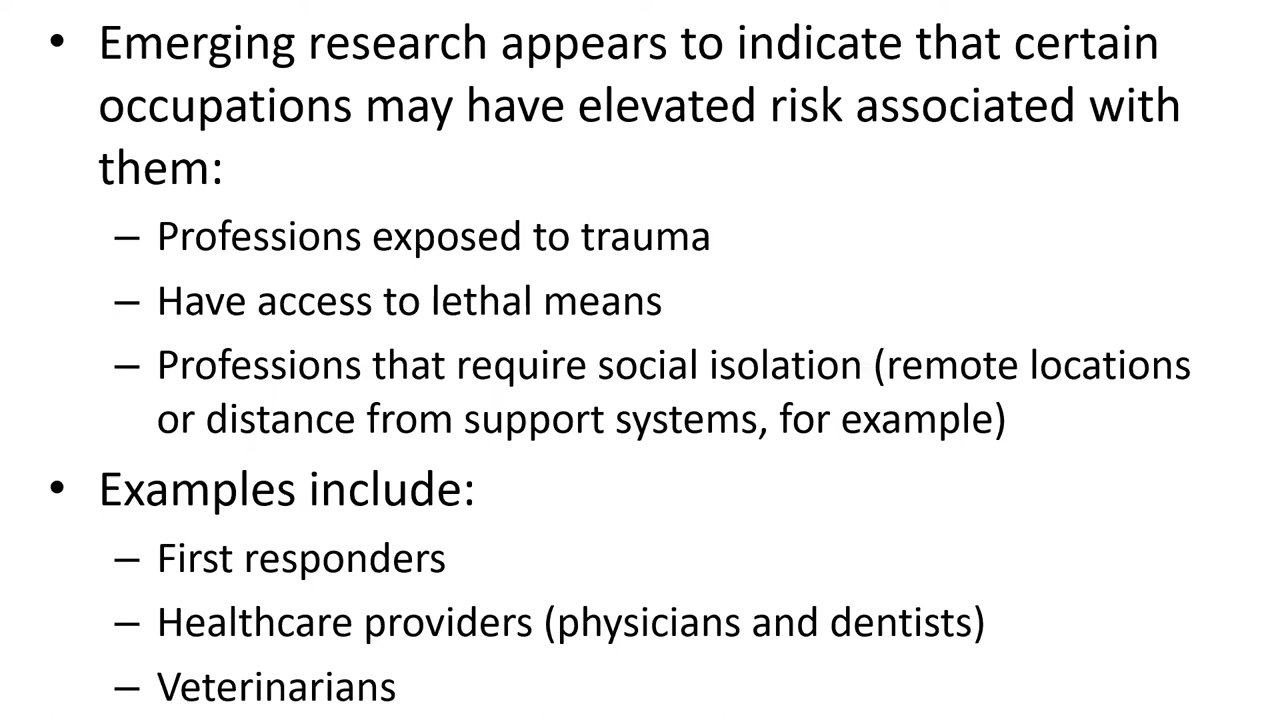 • Emerging research appears to indicate that certain
occupations may have elevated risk associated with
them:
– Professions exposed to trauma
– Have access to lethal means
– Professions that require social isolation (remote locations
or distance from support systems, for example)
• Examples include:
– First responders
– Healthcare providers (physicians and dentists)
– Veterinarians